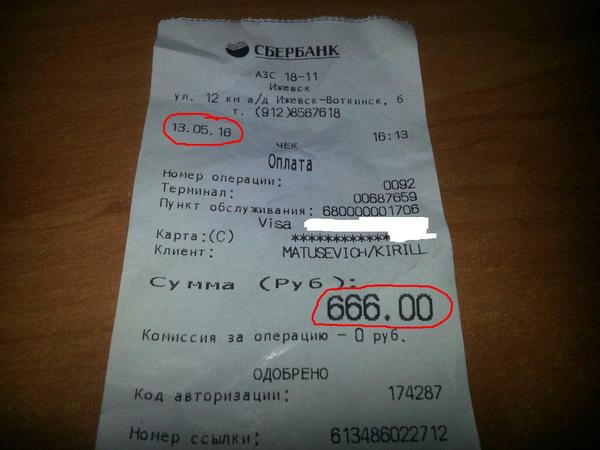 СБЕРБАНК
АЗС 18-11
Ижевск
ул. 12 км а/д Ижевск-Воткинск, 6
т. (912)8567618
13.05.16 16:13
ЧЕК
Оплата
Номер операции: 0092
Терминал: 00687659
Пункт обслуживания: 680000001706
Visa
Карта:(C) ************
Клиент: MATUSEVICH/KIRILL
Сумма (Руб):
666.00
Комиссия за операцию – 0 руб.
ОДОБРЕНО
Код авторизации: 174287
Номер ссылки: 613486022712